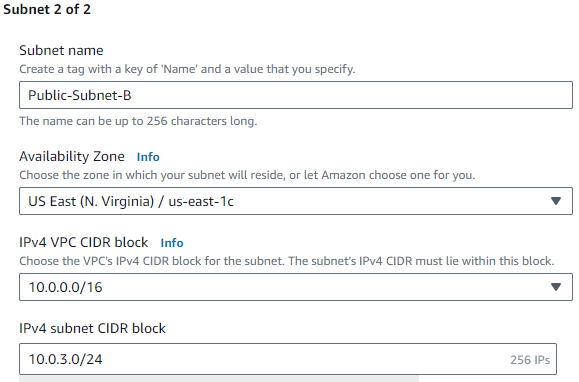 Subnet 2 of 2
Subnet name
Create a tag with a key of 'Name' and a value that you specify.
Public-Subnet-B
The name can be up to 256 characters long.
Availability Zone Info
Choose the zone in which your subnet will reside, or let Amazon choose one for you.
US East (N. Virginia) / us-east-1c
IPv4 VPC CIDR block Info
Choose the VPC's IPv4 CIDR block for the subnet. The subnet's IPv4 CIDR must lie within this block.
10.0.0.0/16
IPv4 subnet CIDR block
10.0.3.0/24 256 IPs